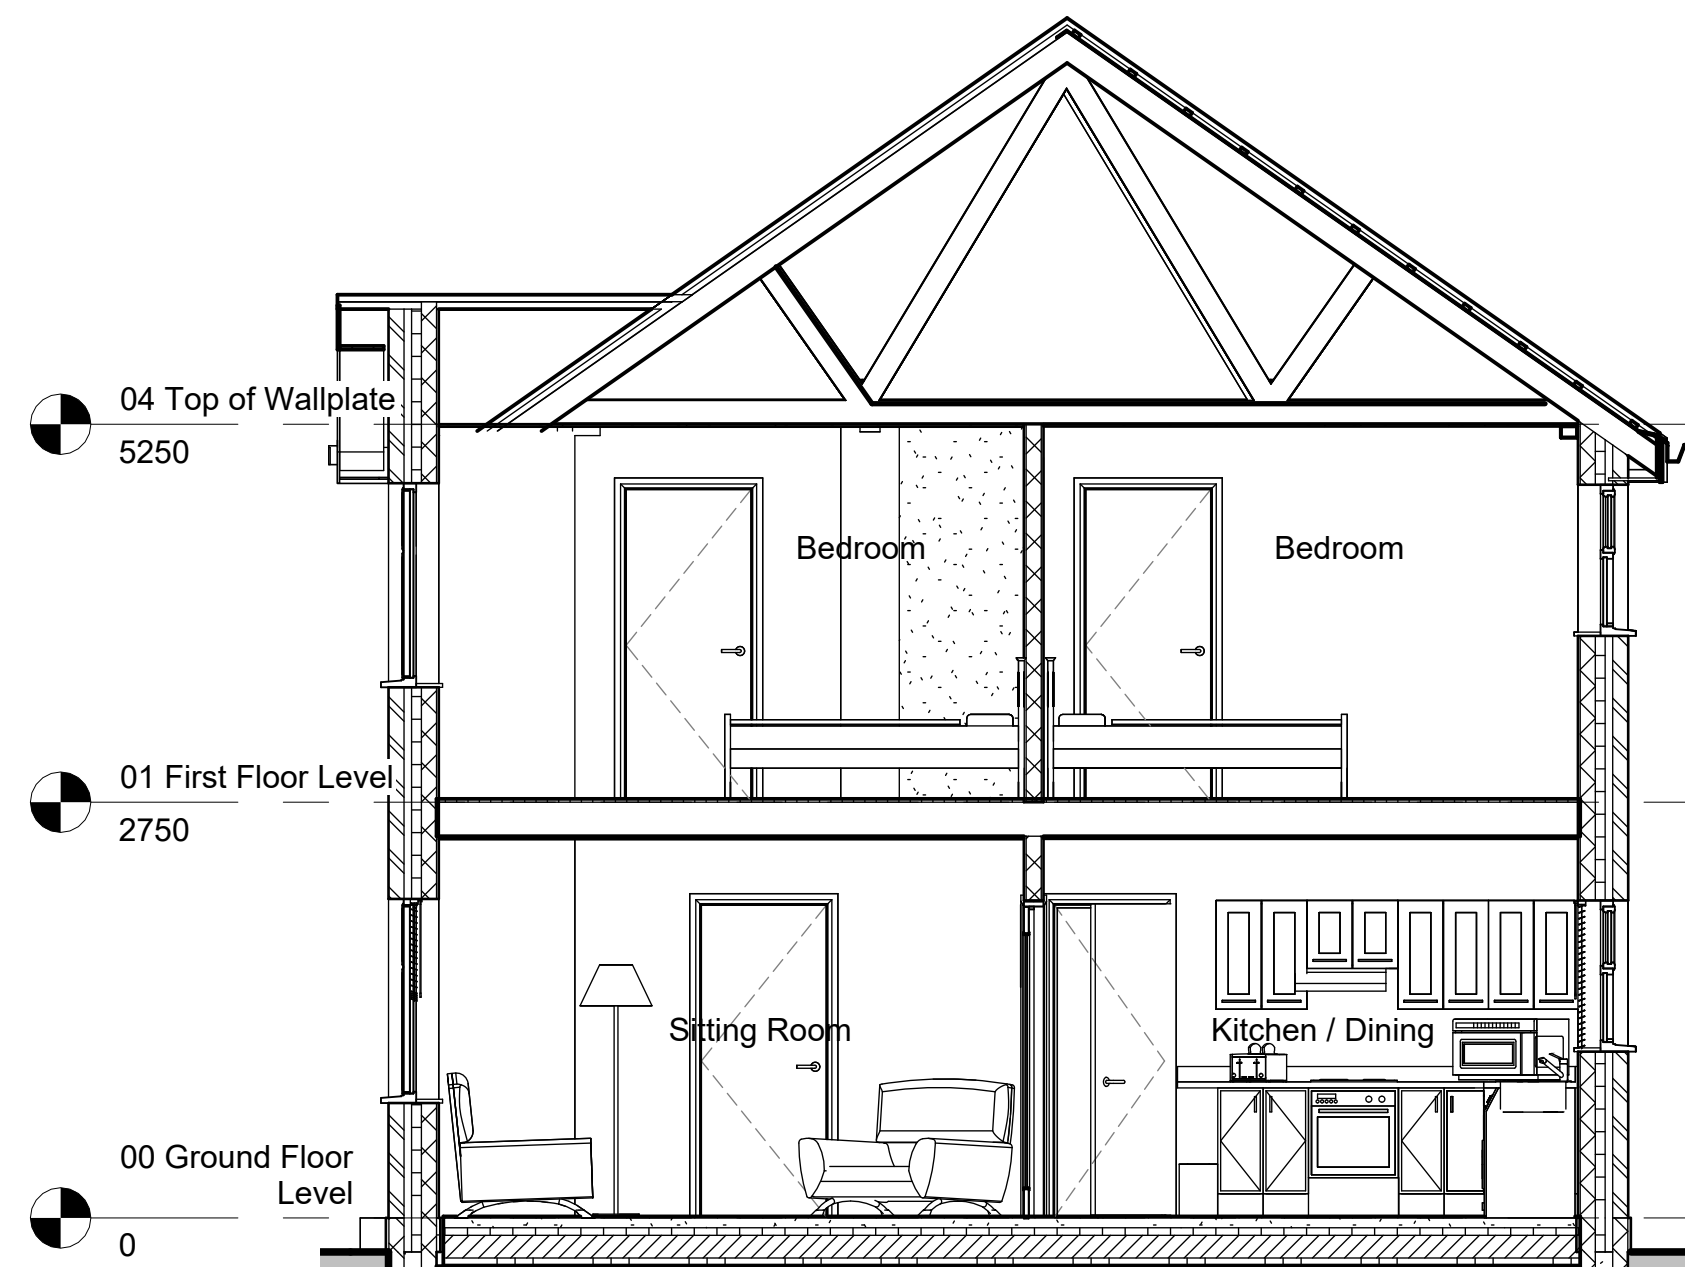 04 Top of Wallplate
5250
Bedroom
Bedroom
01 First Floor Level
2750
Sitting Room
Kitchen / Dining
00 Ground Floor
Level
0